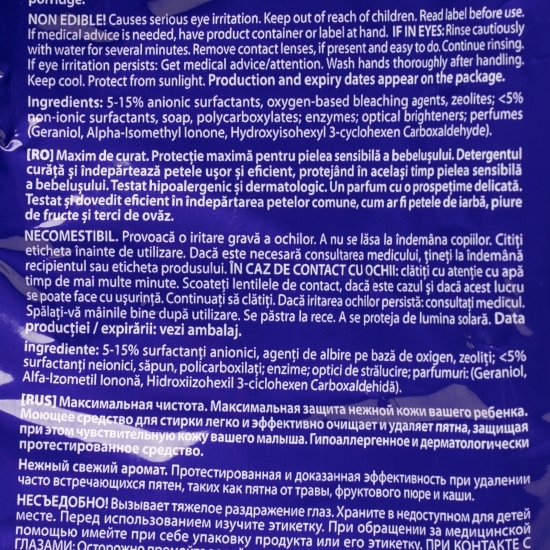 porridge.
NON EDIBLE! Causes serious eye irritation. Keep out of reach of children. Read label before use.
If medical advice is needed, have product container or label at hand. IF IN EYES: Rinse cautiously
with water for several minutes. Remove contact lenses, if present and easy to do. Continue rinsing.
If eye irritation persists: Get medical advice/attention. Wash hands thoroughly after handling.
Keep cool. Protect from sunlight. Production and expiry dates appear on the package.
Ingredients: 5-15% anionic surfactants, oxygen-based bleaching agents, zeolites; <5%
non-ionic surfactants, soap, polycarboxylates; enzymes; optical brighteners; perfumes
(Geraniol, Alpha-Isomethyl Ionone, Hydroxyisohexyl 3-cyclohexen Carboxaldehyde).
[RO] Maxim de curat. Protecție maximă pentru pielea sensibilă a bebelușului. Detergentul
curăță și îndepărtează petele ușor și eficient, protejând în același timp pielea sensibilă
a bebelușului. Testat hipoalergenic și dermatologic. Un parfum cu o prospețime delicată.
Testat și dovedit eficient în îndepărtarea petelor comune, cum ar fi petele de iarbă, piure
de fructe și terci de ovăz.
NECOMESTIBIL. Provoacă o iritare gravă a ochilor. A nu se lăsa la îndemâna copiilor. Citiți
eticheta înainte de utilizare. Dacă este necesară consultarea medicului, țineți la îndemână
recipientul sau eticheta produsului. ÎN CAZ DE CONTACT CU OCHII: clătiți cu atenție cu apă
timp de mai multe minute. Scoateți lentilele de contact, dacă este cazul și dacă acest lucru
se poate face cu ușurință. Continuați să clătiți. Dacă iritarea ochilor persistă: consultați medicul.
Spălați-vă mâinile bine după utilizare. Se păstra la rece. A se proteja de lumina solară. Data
producției / expirării: vezi ambalaj.
ingrediente: 5-15% surfactanți anionici, agenți de albire pe bază de oxigen, zeoliți; <5%
surfactanți neionici, săpun, policarboxilați; enzime; optici de strălucire; parfumuri: (Geraniol,
Alfa-Izometil Iononă, Hidroxiizohexil 3-ciclohexen Carboxaldehidă).
[RUS] Максимальная чистота. Максимальная защита нежной кожи вашего ребенка.
Моющее средство для стирки легко и эффективно очищает и удаляет пятна, защищая
при этом чувствительную кожу вашего малыша. Гипоаллергенное и дерматологически
протестированное средство.
Нежный свежий аромат. Протестированная и доказанная эффективность при удалении
часто встречающихся пятен, таких как пятна от травы, фруктового пюре и каши.
НЕСЪЕДОБНО! Вызывает тяжелое раздражение глаз. Храните в недоступном для детей
месте. Перед использованием изучите этикетку. При обращении за медицинской
помощью имейте при себе упаковку продукта или его этикетку. ПРИ КОНТАКТЕ С
ГЛАЗАМИ: Осторожно